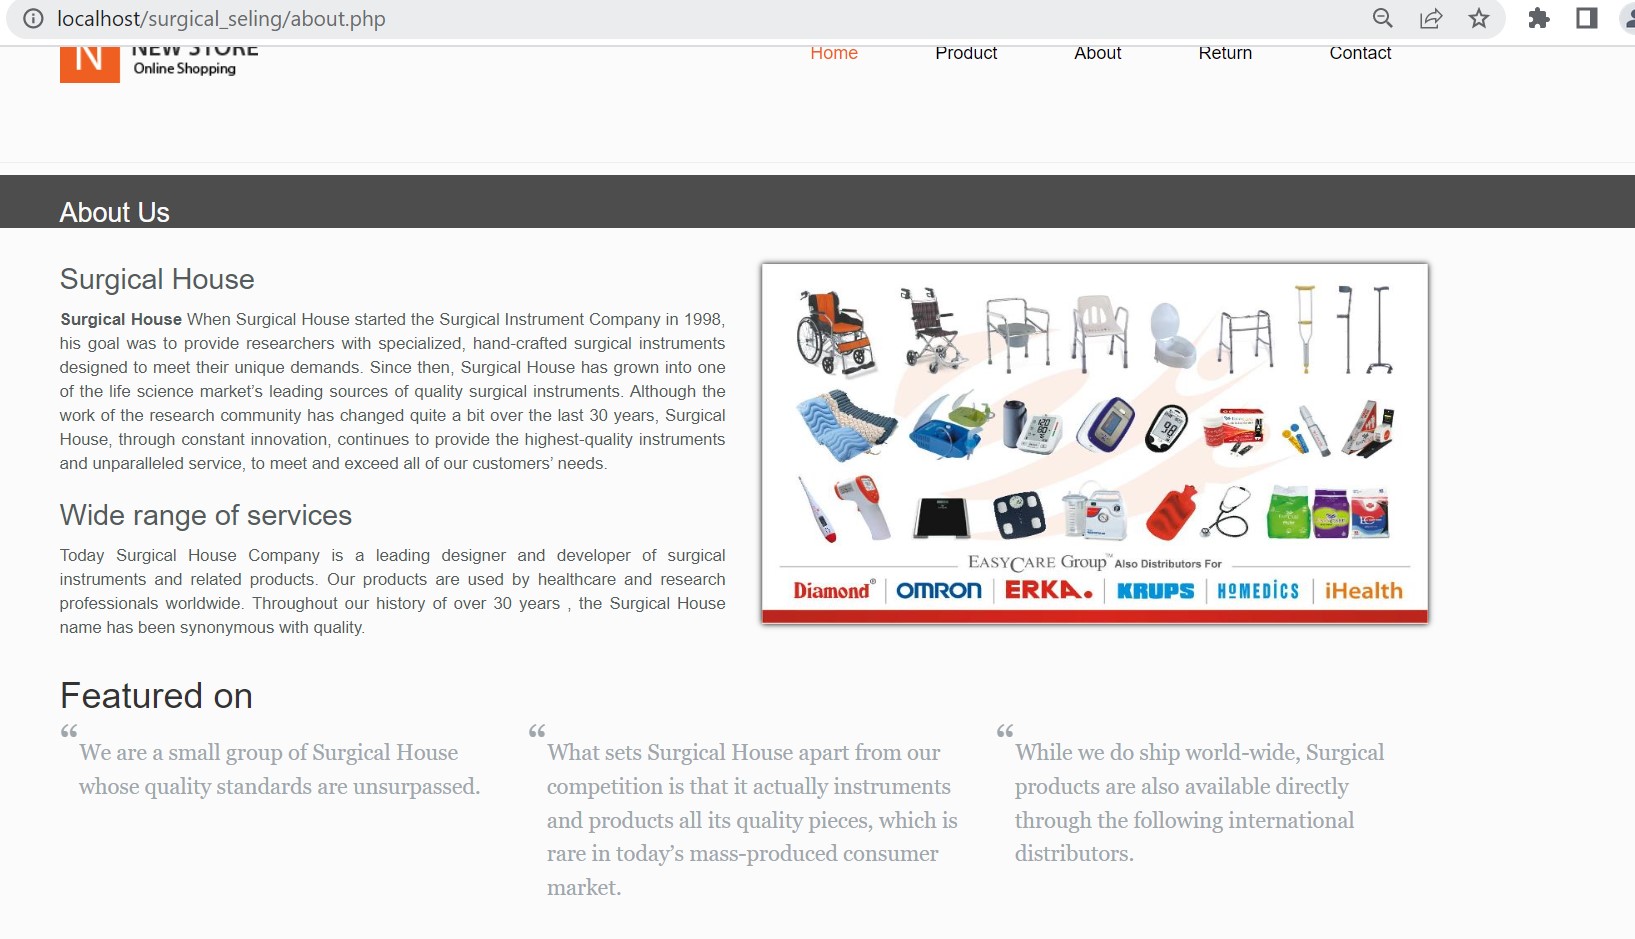 localhost/surgical_seling/about.php
N NEW STORE
Online Shopping
Home Product About Return Contact
About Us
Surgical House
Surgical House When Surgical House started the Surgical Instrument Company in 1998,
his goal was to provide researchers with specialized, hand-crafted surgical instruments
designed to meet their unique demands. Since then, Surgical House has grown into one
of the life science market’s leading sources of quality surgical instruments. Although the
work of the research community has changed quite a bit over the last 30 years, Surgical
House, through constant innovation, continues to provide the highest-quality instruments
and unparalleled service, to meet and exceed all of our customers’ needs.
Wide range of services
Today Surgical House Company is a leading designer and developer of surgical
instruments and related products. Our products are used by healthcare and research
professionals worldwide. Throughout our history of over 30 years , the Surgical House
name has been synonymous with quality.
EASYCARE Group™ Also Distributors For
Diamond® OMRON ERKA. KRUPS HOMEDICS iHealth
Featured on
“We are a small group of Surgical House
whose quality standards are unsurpassed.
“What sets Surgical House apart from our
competition is that it actually instruments
and products all its quality pieces, which is
rare in today’s mass-produced consumer
market.
“While we do ship world-wide, Surgical
products are also available directly
through the following international
distributors.